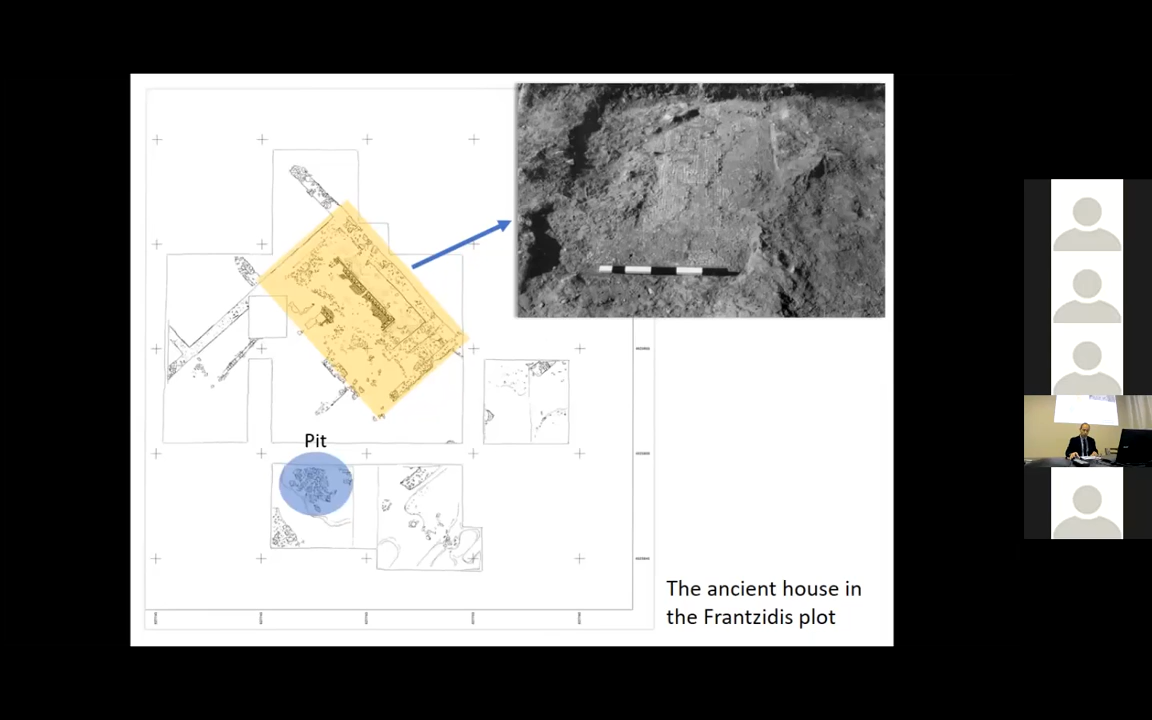 Pit
The ancient house in
the Frantzidis plot